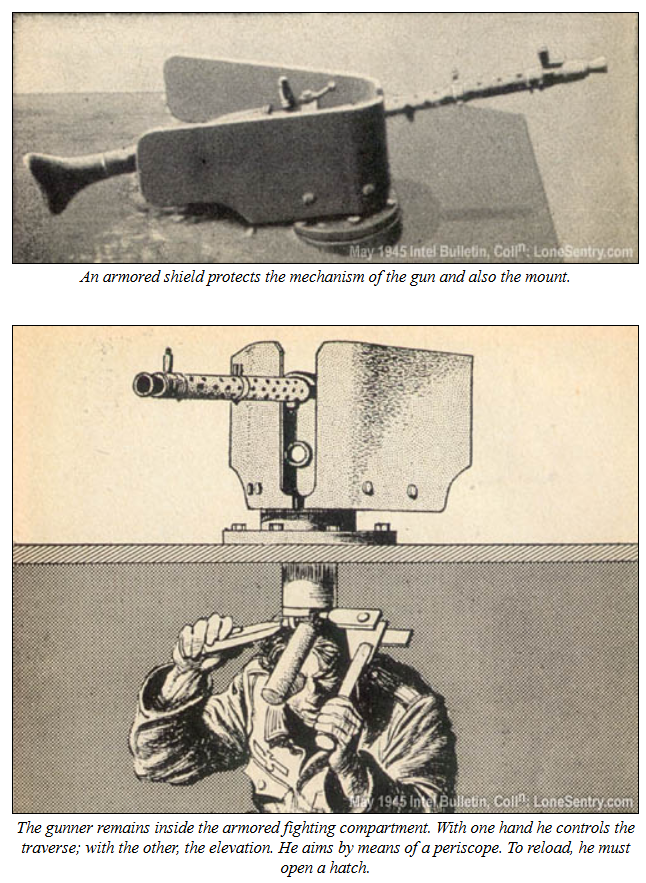 May 1945 Intel Bulletin, Collⁿ: LoneSentry.com
An armored shield protects the mechanism of the gun and also the mount.
May 1945 Intel Bulletin, Collⁿ: LoneSentry.com
The gunner remains inside the armored fighting compartment. With one hand he controls the
traverse; with the other, the elevation. He aims by means of a periscope. To reload, he must
open a hatch.